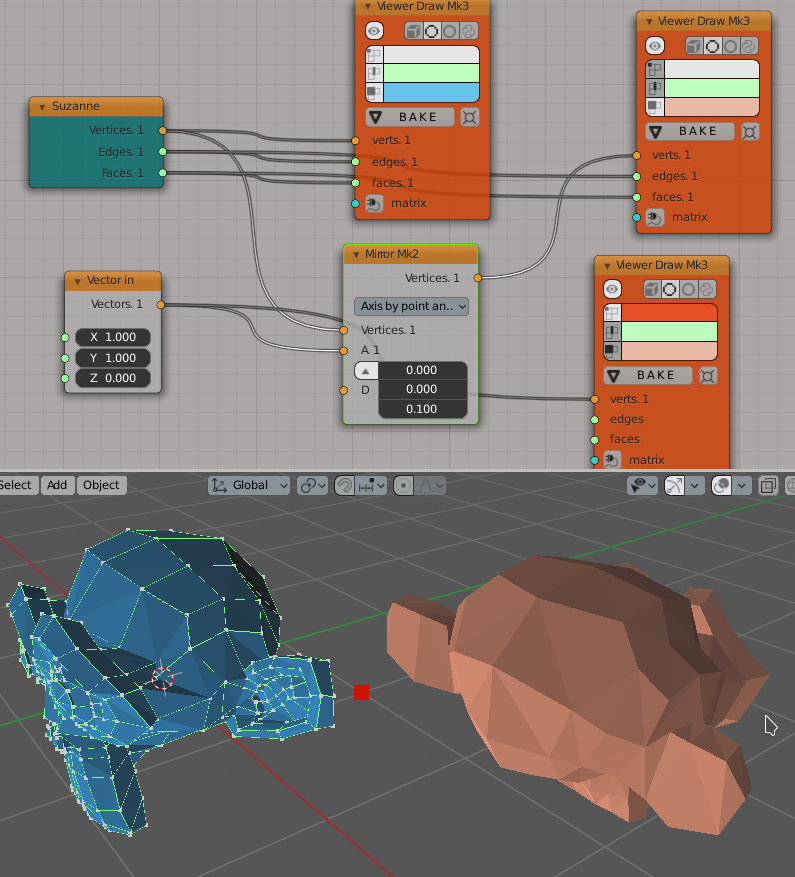 Viewer Draw Mk3
BAKE
verts. 1
edges. 1
faces. 1
matrix
Viewer Draw Mk3
BAKE
verts. 1
edges. 1
faces. 1
matrix
Suzanne
Vertices. 1
Edges. 1
Faces. 1
Vector in
Vectors. 1
X 1.000
Y 1.000
Z 0.000
Mirror Mk2
Vertices. 1
Axis by point an..
Vertices. 1
A 1
D
0.000
0.000
0.100
Viewer Draw Mk3
BAKE
verts. 1
edges
faces
matrix
Select Add Object Global